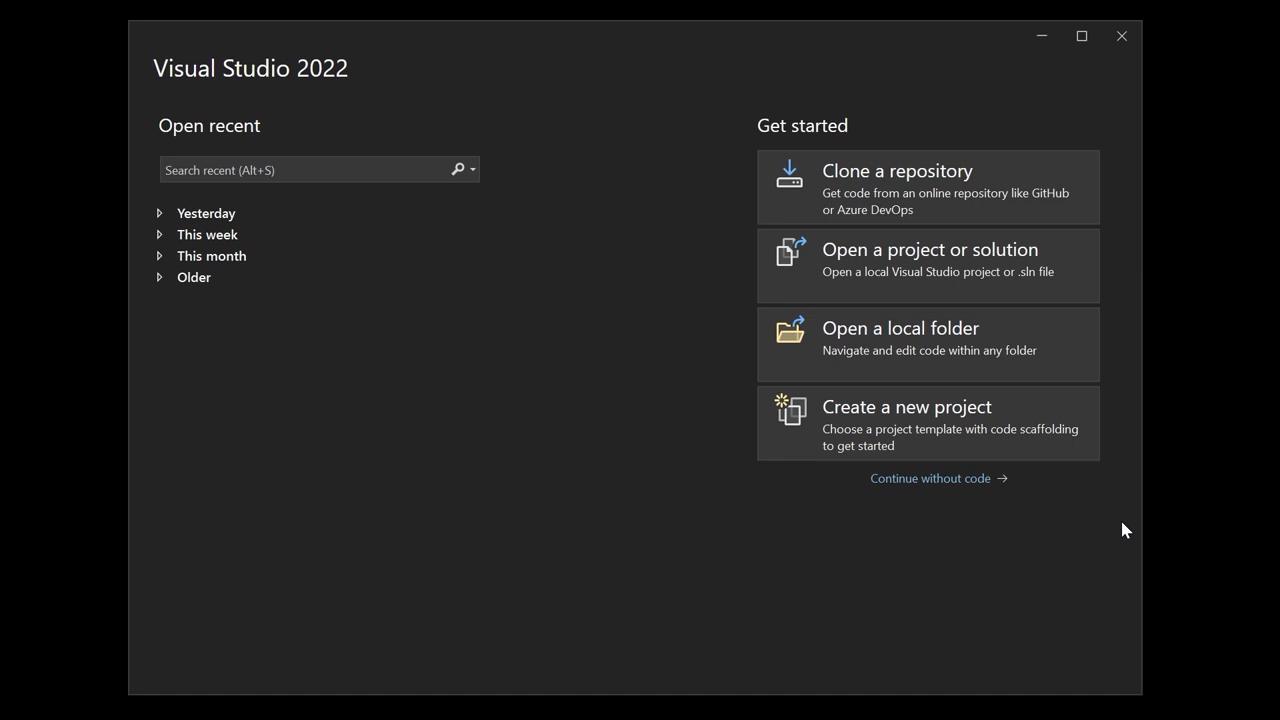 Visual Studio 2022
Open recent
Search recent (Alt+S)
Yesterday
This week
This month
Older
Get started
Clone a repository
Get code from an online repository like GitHub
or Azure DevOps
Open a project or solution
Open a local Visual Studio project or .sln file
Open a local folder
Navigate and edit code within any folder
Create a new project
Choose a project template with code scaffolding
to get started
Continue without code →